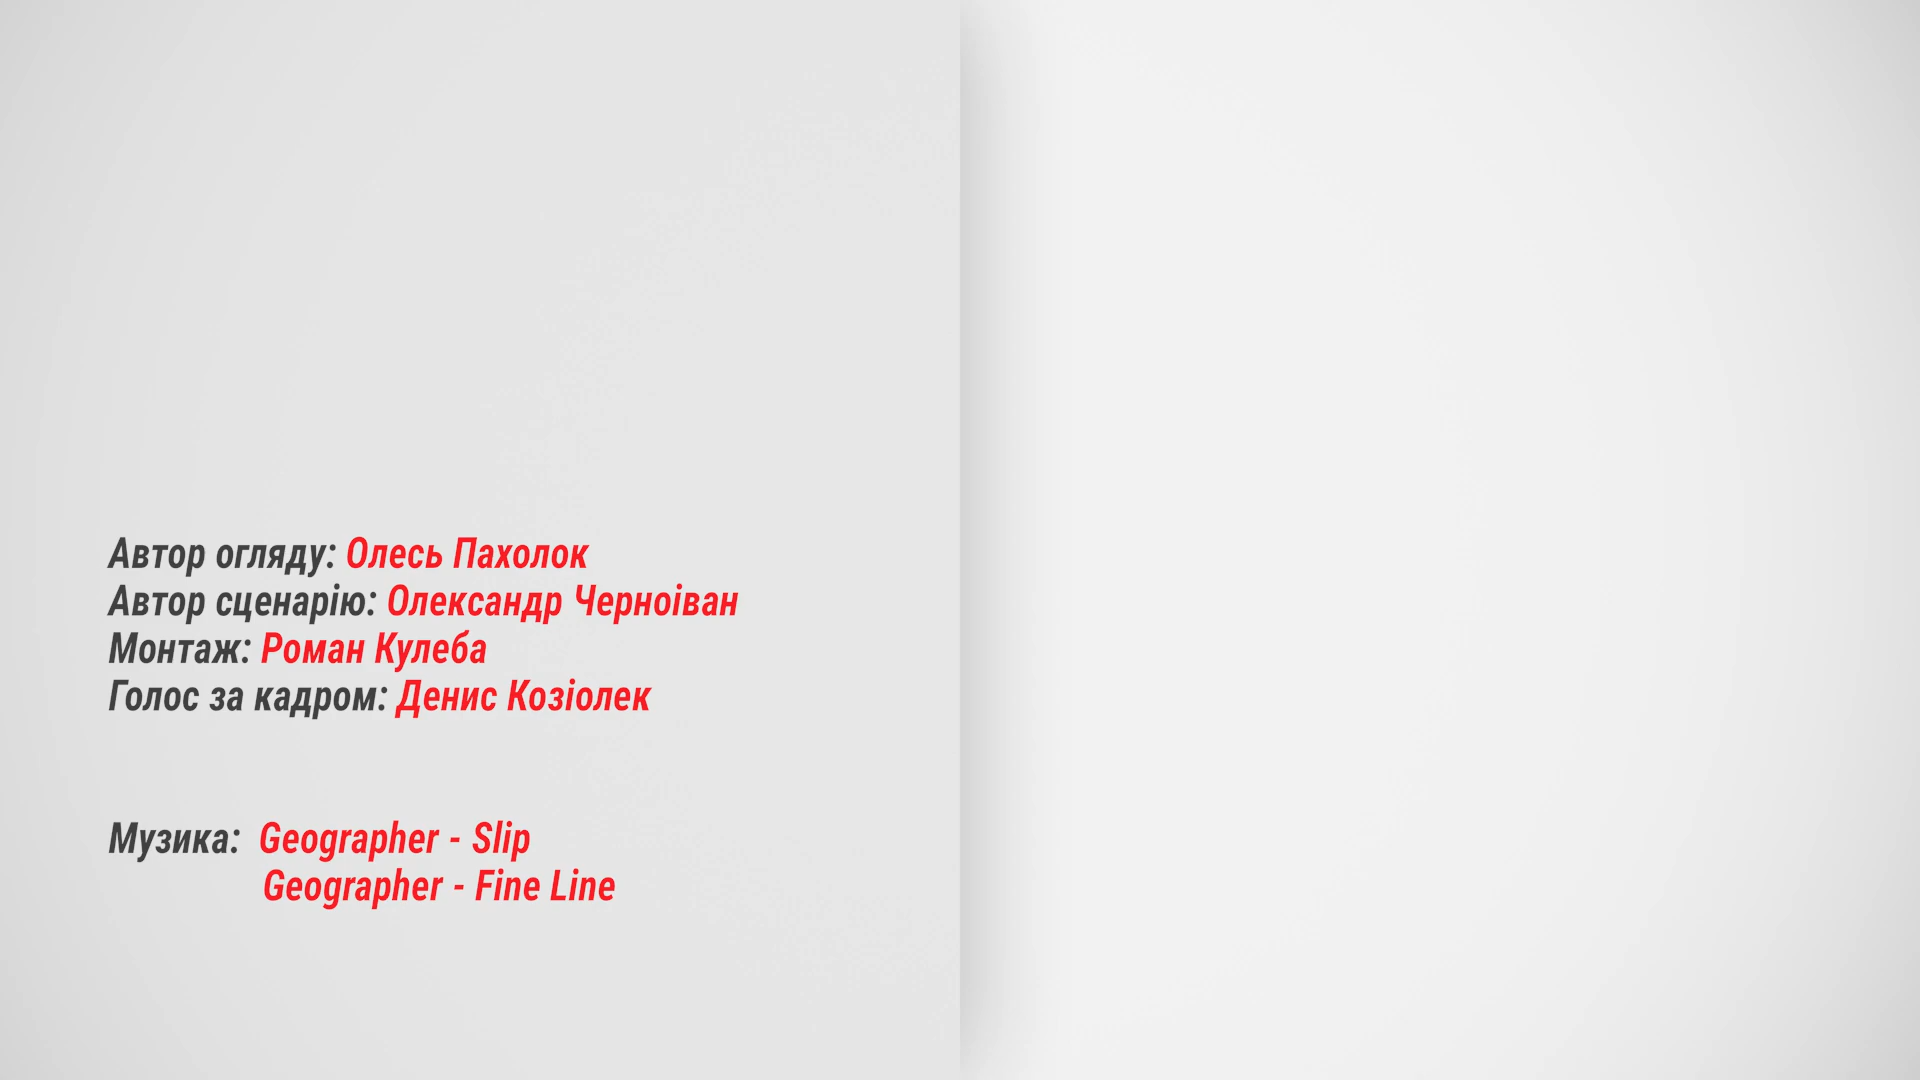 Автор огляду: Олесь Пахолок
Автор сценарію: Олександр Черноіван
Монтаж: Роман Кулеба
Голос за кадром: Денис Козіолек
Музика: Geographer - Slip
Geographer - Fine Line